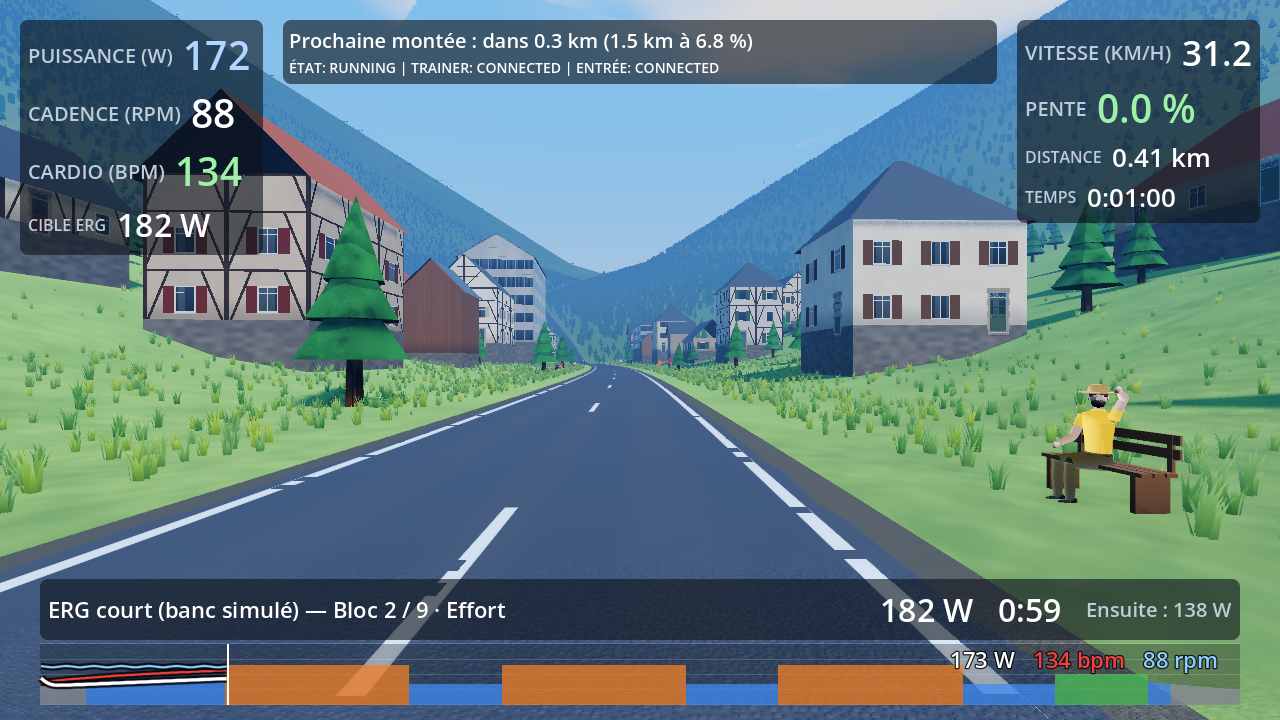 PUISSANCE (W) 172
CADENCE (RPM) 88
CARDIO (BPM) 134
CIBLE ERG 182 W
Prochaine montée : dans 0.3 km (1.5 km à 6.8 %)
ÉTAT: RUNNING | TRAINER: CONNECTED | ENTRÉE: CONNECTED
VITESSE (KM/H) 31.2
PENTE 0.0 %
DISTANCE 0.41 km
TEMPS 0:01:00
ERG court (banc simulé) — Bloc 2 / 9 · Effort 182 W 0:59 Ensuite : 138 W
173 W 134 bpm 88 rpm